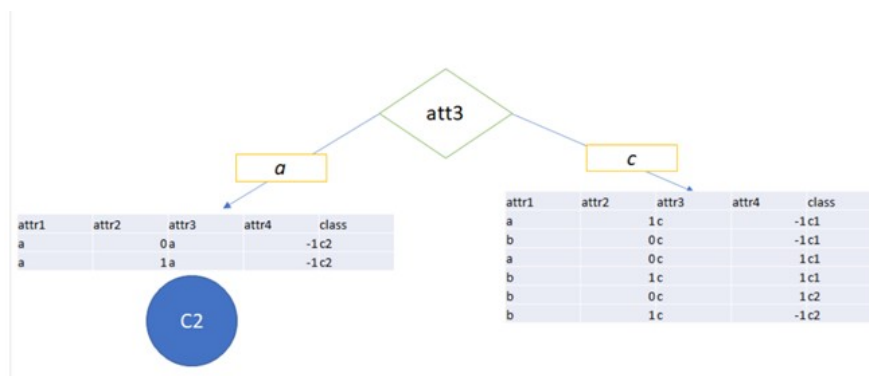 att3
a
c
attr1 attr2 attr3 attr4 class
a 0 a -1 c2
a 1 a -1 c2
C2
attr1 attr2 attr3 attr4 class
a 1 c -1 c1
b 0 c -1 c1
a 0 c 1 c1
b 1 c 1 c1
b 0 c 1 c2
b 1 c -1 c2